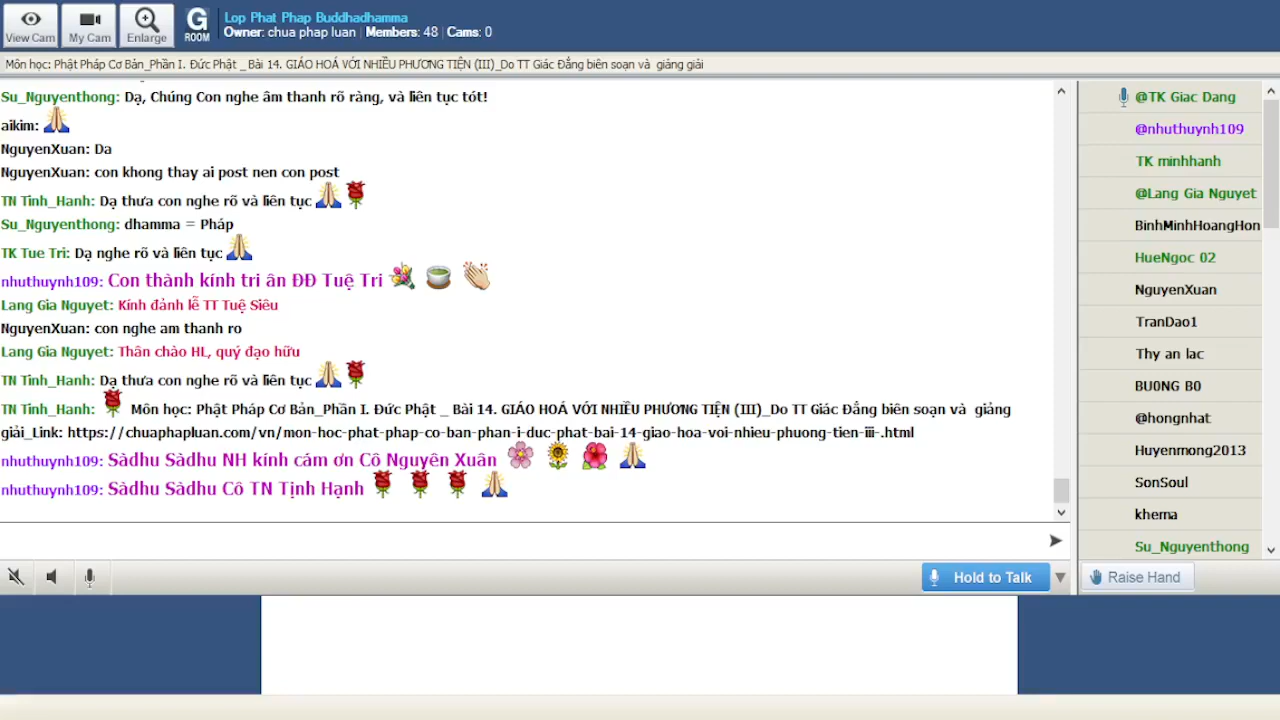 View Cam
My Cam
Enlarge
G
ROOM
Lop Phat Phap Buddhadhamma
Owner: chua phap luan | Members: 48 | Cams: 0
Môn học: Phật Pháp Cơ Bản_Phần I. Đức Phật _ Bài 14. GIÁO HOÁ VỚI NHIỀU PHƯƠNG TIỆN (III)_Do TT Giác Đẳng biên soạn và giảng giải
Su_Nguyenthong: Dạ, Chúng Con nghe âm thanh rõ ràng, và liên tục tốt!
aikim:
NguyenXuan: Da
NguyenXuan: con khong thay ai post nen con post
TN Tinh_Hanh: Dạ thưa con nghe rõ và liên tục
Su_Nguyenthong: dhamma = Pháp
TK Tue Tri: Dạ nghe rõ và liên tục
nhuthuynh109: Con thành kính tri ân ĐĐ Tuệ Tri
Lang Gia Nguyet: Kính đảnh lễ TT Tuệ Siêu
NguyenXuan: con nghe am thanh ro
Lang Gia Nguyet: Thân chào HL, quý đạo hữu
TN Tinh_Hanh: Dạ thưa con nghe rõ và liên tục
TN Tinh_Hanh: Môn học: Phật Pháp Cơ Bản_Phần I. Đức Phật _ Bài 14. GIÁO HOÁ VỚI NHIỀU PHƯƠNG TIỆN (III)_Do TT Giác Đẳng biên soạn và giảng
giải_Link: https://chuaphapluan.com/vn/mon-hoc-phat-phap-co-ban-phan-i-duc-phat-bai-14-giao-hoa-voi-nhieu-phuong-tien-iii-.html
nhuthuynh109: Sàdhu Sàdhu NH kính cám ơn Cô Nguyên Xuân
nhuthuynh109: Sàdhu Sàdhu Cô TN Tịnh Hạnh
@TK Giac Dang
@nhuthuynh109
TK minhhanh
@Lang Gia Nguyet
BinhMinhHoangHon
HueNgoc 02
NguyenXuan
TranDao1
Thy an lac
BU0NG B0
@hongnhat
Huyenmong2013
SonSoul
khema
Su_Nguyenthong
Hold to Talk
Raise Hand